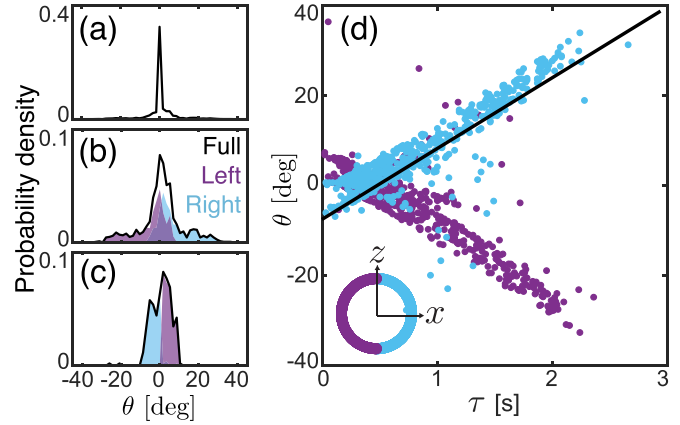 Probability density
0.4
(a)
0
0.1
(b)
Full
Left
Right
0
0.1
(c)
0
-40 -20 0 20 40
θ [deg]
(d)
40
20
0
-20
-40
θ [deg]
z
x
0 1 2 3
τ [s]